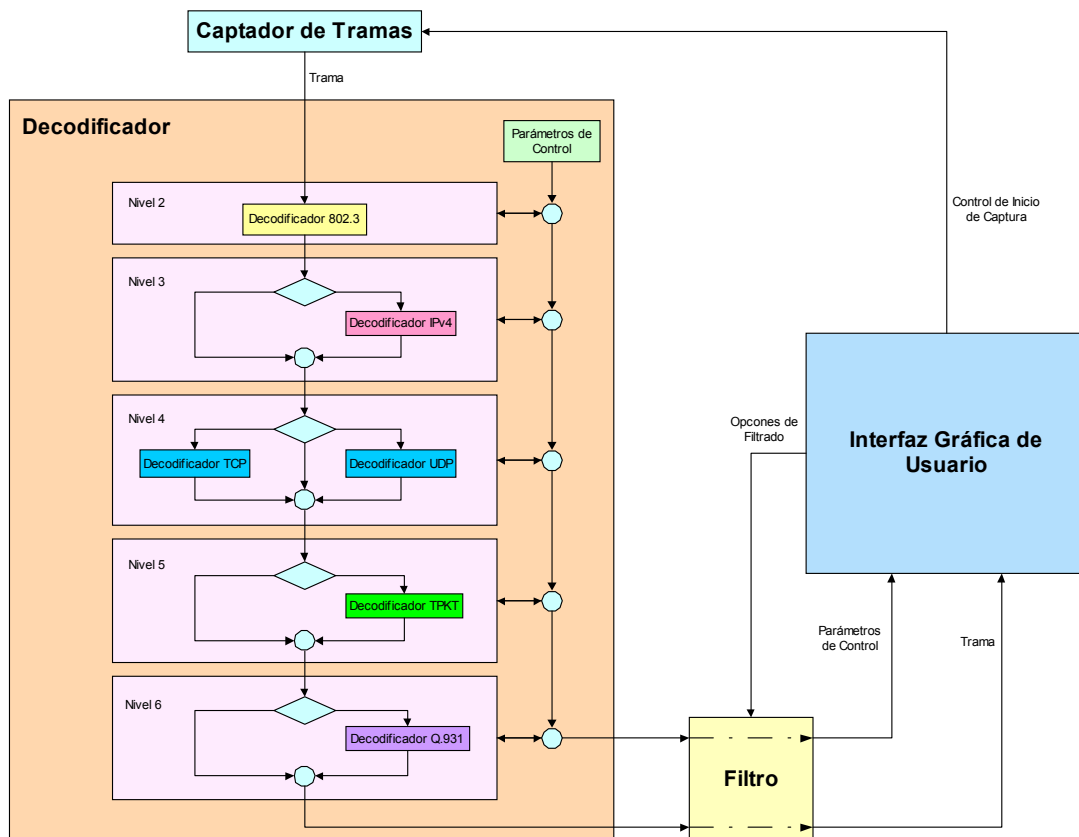 Captador de Tramas
Trama
Decodificador
Parámetros de
Control
Nivel 2
Decodificador 802.3
Control de Inicio
de Captura
Nivel 3
Decodificador IPv4
Nivel 4
Decodificador TCP
Decodificador UDP
Opcones de
Filtrado
Interfaz Gráfica de
Usuario
Nivel 5
Decodificador TPKT
Parámetros
de Control
Trama
Nivel 6
Decodificador Q.931
Filtro